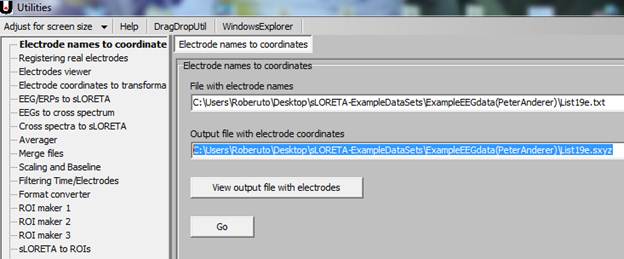 Utilities
Adjust for screen size Help DragDropUtil WindowsExplorer
Electrode names to coordinate
Registering real electrodes
Electrodes viewer
Electrode coordinates to transforma
EEG/ERPs to sLORETA
EEGs to cross spectrum
Cross spectra to sLORETA
Averager
Merge files
Scaling and Baseline
Filtering Time/Electrodes
Format converter
ROI maker 1
ROI maker 2
ROI maker 3
sLORETA to ROIs
Electrode names to coordinates
Electrode names to coordinates
File with electrode names
C:\Users\Roberuto\Desktop\sLORETA-ExampleDataSets\ExampleEEGdata(PeterAnderer)\List19e.txt
Output file with electrode coordinates
C:\Users\Roberuto\Desktop\sLORETA-ExampleDataSets\ExampleEEGdata(PeterAnderer)\List19e.sxyz
View output file with electrodes
Go